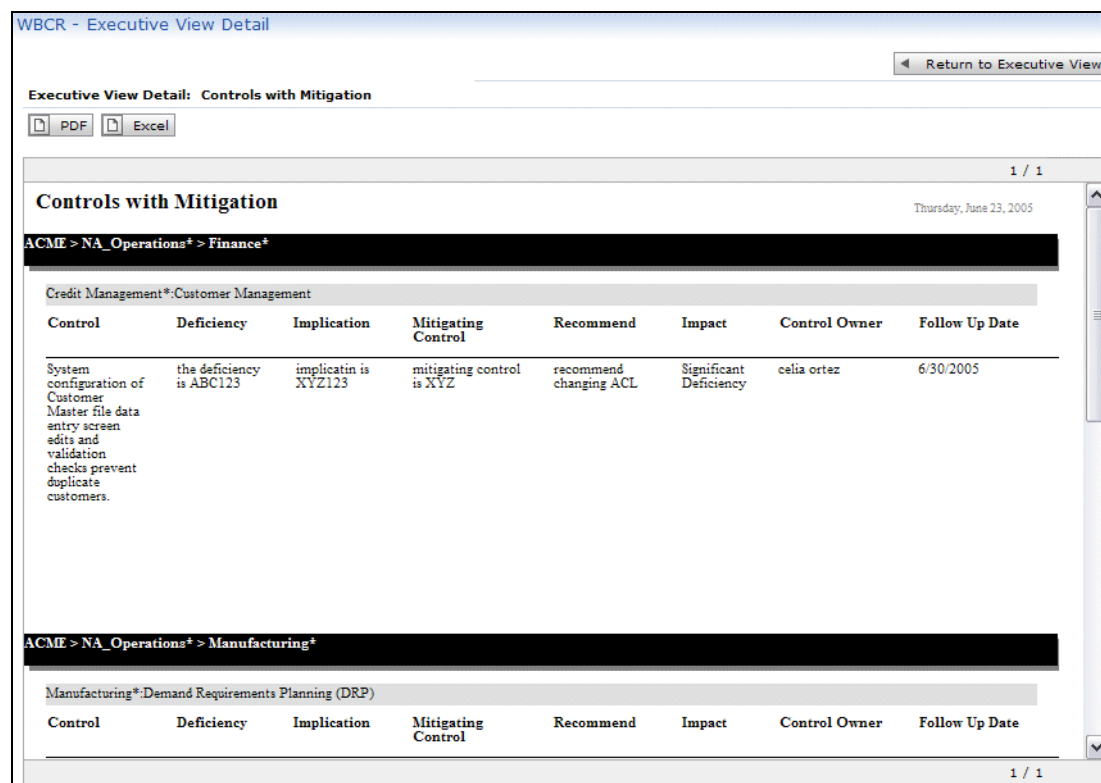 WBCR - Executive View Detail
Return to Executive View
Executive View Detail: Controls with Mitigation
PDF Excel
1 / 1
Controls with Mitigation
Thursday, June 23, 2005
ACME > NA_Operations* > Finance*
Credit Management*:Customer Management
Control Deficiency Implication Mitigating Control Recommend Impact Control Owner Follow Up Date
System configuration of Customer Master file data entry screen edits and validation checks prevent duplicate customers.
the deficiency is ABC123
implicatin is XYZ123
mitigating control is XYZ
recommend changing ACL
Significant Deficiency
celia ortez
6/30/2005
ACME > NA_Operations* > Manufacturing*
Manufacturing*:Demand Requirements Planning (DRP)
Control Deficiency Implication Mitigating Control Recommend Impact Control Owner Follow Up Date
1 / 1